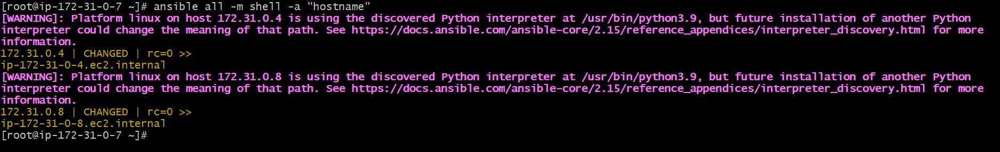 [root@ip-172-31-0-7 ~]# ansible all -m shell -a "hostname"
[WARNING]: Platform linux on host 172.31.0.4 is using the discovered Python interpreter at /usr/bin/python3.9, but future installation of another Python
interpreter could change the meaning of that path. See https://docs.ansible.com/ansible-core/2.15/reference_appendices/interpreter_discovery.html for more
information.
172.31.0.4 | CHANGED | rc=0 >>
ip-172-31-0-4.ec2.internal
[WARNING]: Platform linux on host 172.31.0.8 is using the discovered Python interpreter at /usr/bin/python3.9, but future installation of another Python
interpreter could change the meaning of that path. See https://docs.ansible.com/ansible-core/2.15/reference_appendices/interpreter_discovery.html for more
information.
172.31.0.8 | CHANGED | rc=0 >>
ip-172-31-0-8.ec2.internal
[root@ip-172-31-0-7 ~]#